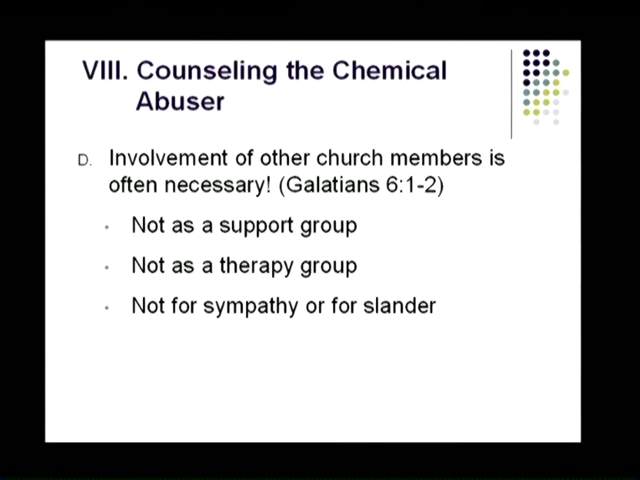 VIII. Counseling the Chemical
Abuser
D. Involvement of other church members is
often necessary! (Galatians 6:1-2)
• Not as a support group
• Not as a therapy group
• Not for sympathy or for slander